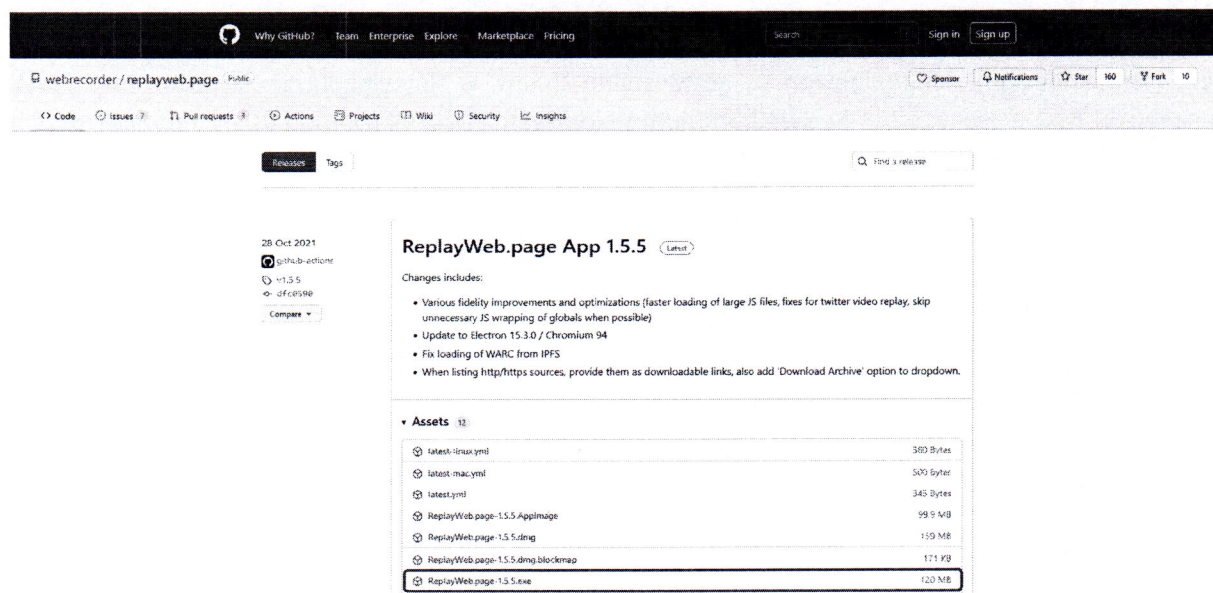 Why GitHub? Team Enterprise Explore Marketplace Pricing Search Sign in Sign up
webrecorder / replayweb.page Public Sponsor Notifications Star 160 Fork 10
Code Issues 7 Pull requests 3 Actions Projects Wiki Security Insights
Releases Tags Find a release
28 Oct 2021
github-actions
v1.5.5
Compare
ReplayWeb.page App 1.5.5 Latest
Changes includes:
• Various fidelity improvements and optimizations (faster loading of large JS files, fixes for twitter video replay, skip
unnecessary JS wrapping of globals when possible)
• Update to Electron 15.3.0 / Chromium 94
• Fix loading of WARC from IPFS
• When listing http/https sources, provide them as downloadable links, also add 'Download Archive' option to dropdown.
Assets 12
latest-linux.yml 360 Bytes
latest-mac.yml 500 Bytes
latest.yml 345 Bytes
ReplayWeb.page-1.5.5.AppImage 99.9 MB
ReplayWeb.page-1.5.5.dmg 159 MB
ReplayWeb.page-1.5.5.dmg.blockmap 171 KB
ReplayWeb.page-1.5.5.exe 120 MB